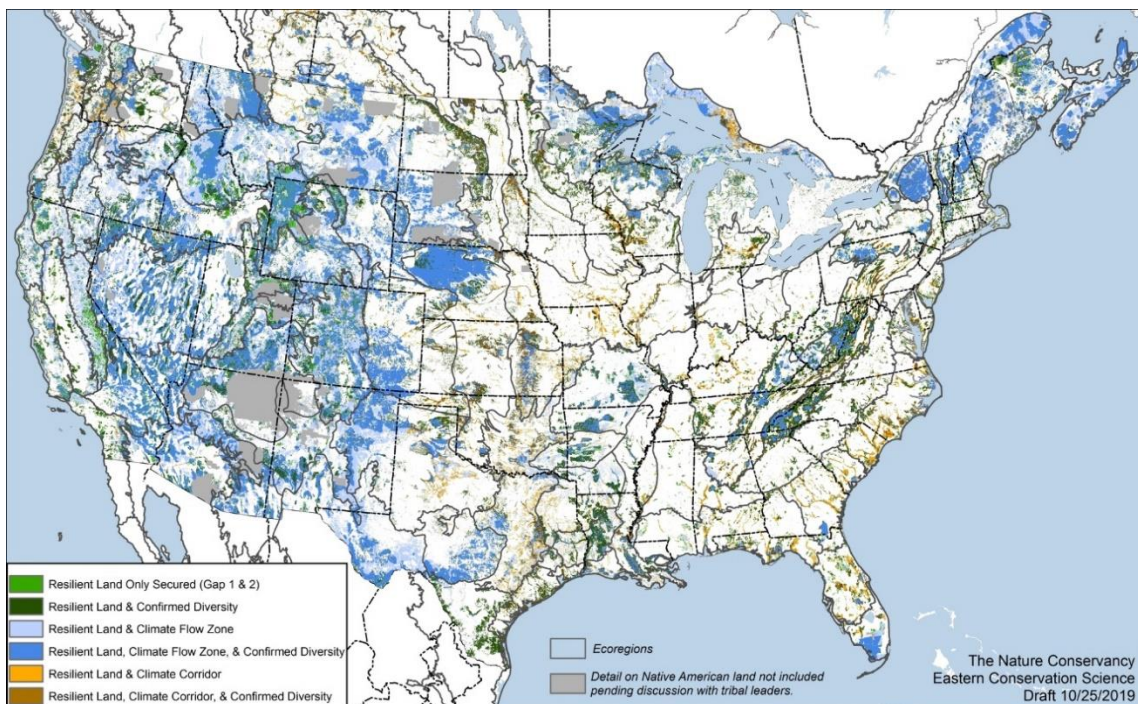 Resilient Land Only Secured (Gap 1 & 2)
Resilient Land & Confirmed Diversity
Resilient Land & Climate Flow Zone
Resilient Land, Climate Flow Zone, & Confirmed Diversity
Resilient Land & Climate Corridor
Resilient Land, Climate Corridor, & Confirmed Diversity
Ecoregions
Detail on Native American land not included
pending discussion with tribal leaders.
The Nature Conservancy
Eastern Conservation Science
Draft 10/25/2019